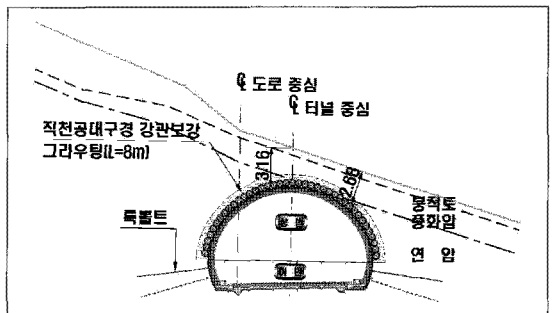 ℄ 도로 중심
℄ 터널 중심
직천공대구경 강관보강
그라우팅(L=8m)
3.16
2.68
붕적토
풍화암
록볼트
연 암